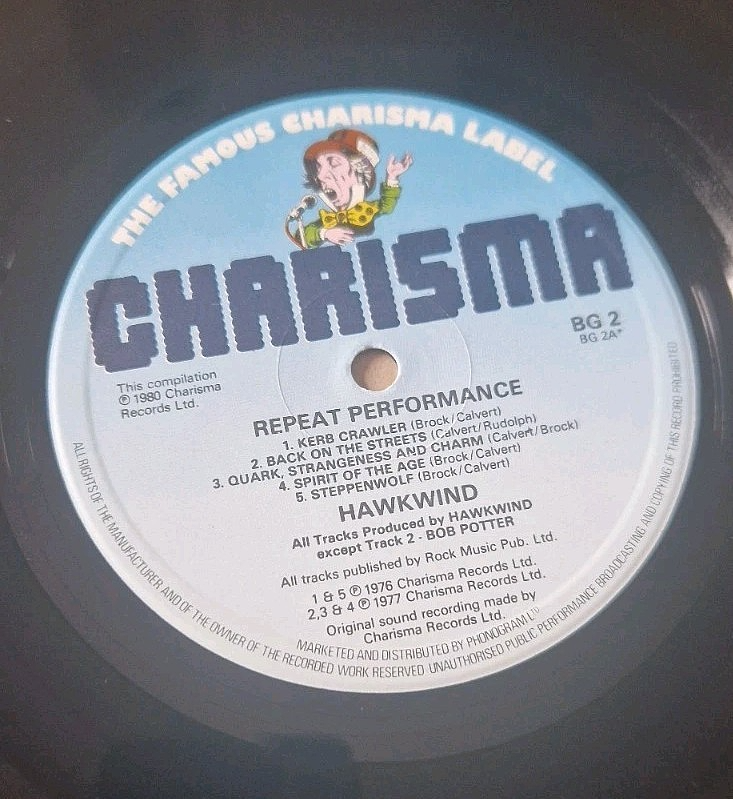 THE FAMOUS CHARISMA LABEL
CHARISMA
BG 2
BG 2A*
This compilation
℗ 1980 Charisma
Records Ltd.
REPEAT PERFORMANCE
1. KERB CRAWLER (Brock/Calvert)
2. BACK ON THE STREETS (Calvert/Rudolph)
3. QUARK, STRANGENESS AND CHARM (Calvert/Brock)
4. SPIRIT OF THE AGE (Brock/Calvert)
5. STEPPENWOLF (Brock/Calvert)
HAWKWIND
All Tracks Produced by HAWKWIND
except Track 2 - BOB POTTER
All tracks published by Rock Music Pub. Ltd.
1 & 5 ℗ 1976 Charisma Records Ltd.
2,3 & 4 ℗ 1977 Charisma Records Ltd.
Original sound recording made by
Charisma Records Ltd.
MARKETED AND DISTRIBUTED BY PHONOGRAM LTD
ALL RIGHTS OF THE MANUFACTURER AND OF THE OWNER OF THE RECORDED WORK RESERVED UNAUTHORISED PUBLIC PERFORMANCE BROADCASTING AND COPYING OF THIS RECORD PROHIBITED